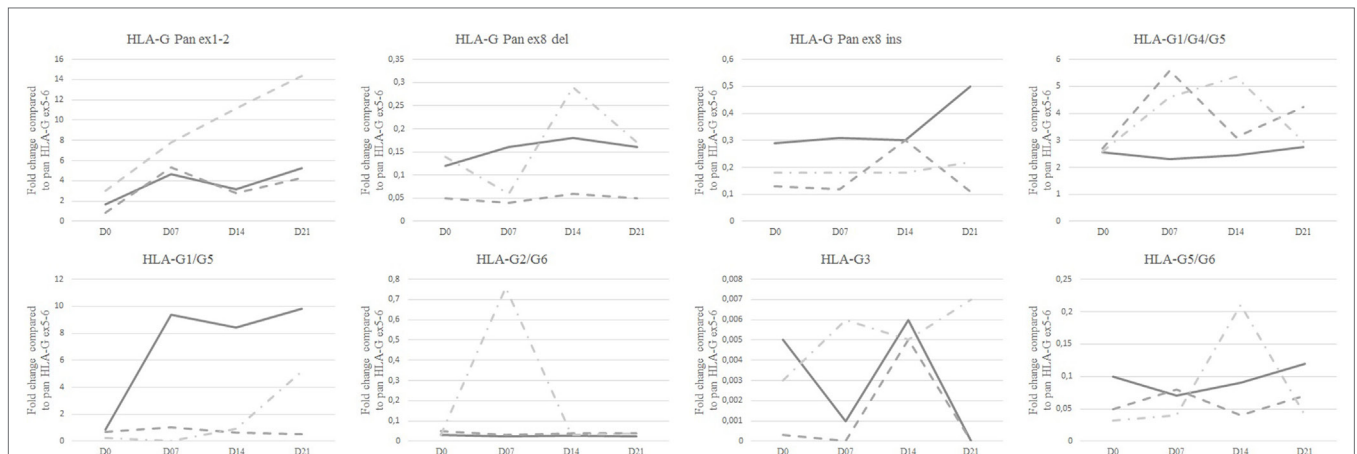 HLA-G Pan ex1-2
Fold change compared
to pan HLA-G ex5-6
16
14
12
10
8
6
4
2
0
D0 D07 D14 D21
HLA-G Pan ex8 del
Fold change compared
to pan HLA-G ex5-6
0,35
0,3
0,25
0,2
0,15
0,1
0,05
0
D0 D07 D14 D21
HLA-G Pan ex8 ins
Fold change compared
to pan HLA-G ex5-6
0,6
0,5
0,4
0,3
0,2
0,1
0
D0 D07 D14 D21
HLA-G1/G4/G5
Fold change compared
to pan HLA-G ex5-6
6
5
4
3
2
1
0
D0 D07 D14 D21
HLA-G1/G5
Fold change compared
to pan HLA-G ex5-6
12
10
8
6
4
2
0
D0 D07 D14 D21
HLA-G2/G6
Fold change compared
to pan HLA-G ex5-6
0,8
0,7
0,6
0,5
0,4
0,3
0,2
0,1
0
D0 D07 D14 D21
HLA-G3
Fold change compared
to pan HLA-G ex5-6
0,008
0,007
0,006
0,005
0,004
0,003
0,002
0,001
0
D0 D07 D14 D21
HLA-G5/G6
Fold change compared
to pan HLA-G ex5-6
0,25
0,2
0,15
0,1
0,05
0
D0 D07 D14 D21